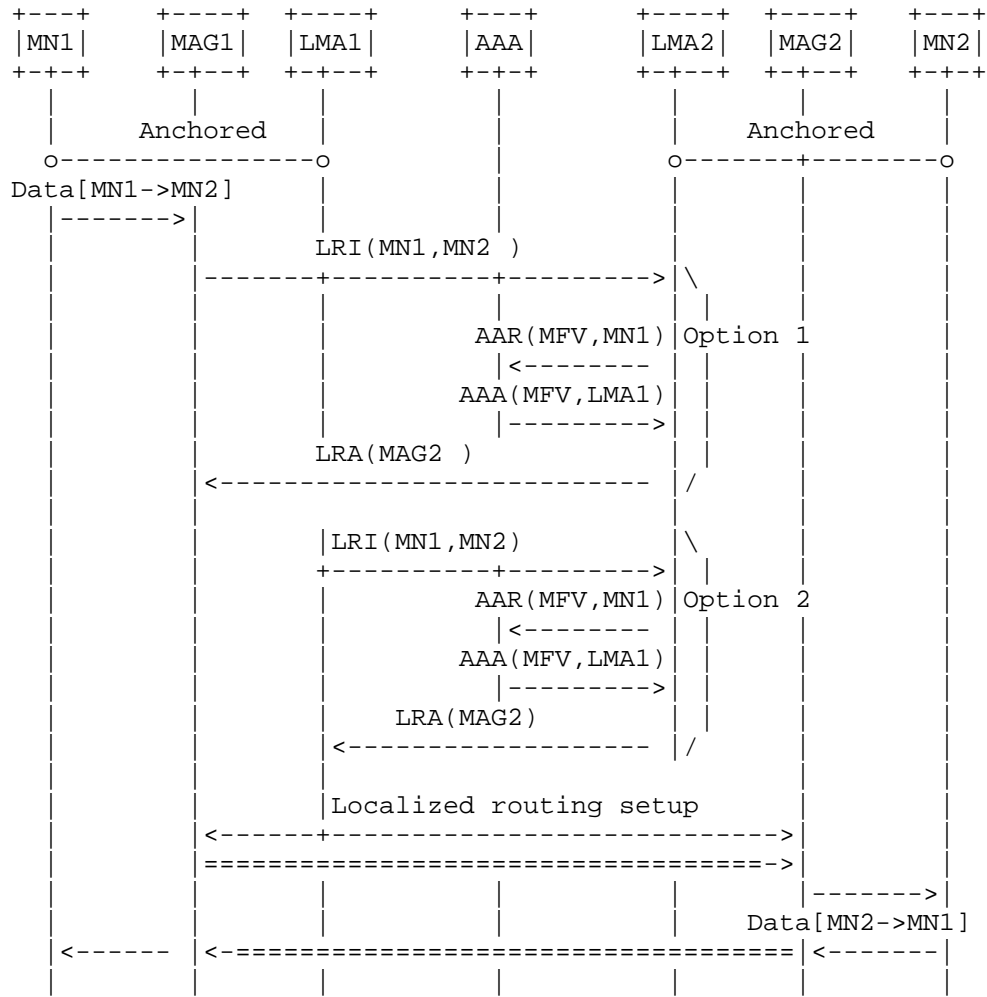 MN1 MAG1 LMA1 AAA LMA2 MAG2 MN2
Anchored Anchored
Data[MN1->MN2]
LRI(MN1,MN2 )
AAR(MFV,MN1) Option 1
AAA(MFV,LMA1)
LRA(MAG2 )
LRI(MN1,MN2)
AAR(MFV,MN1) Option 2
AAA(MFV,LMA1)
LRA(MAG2)
Localized routing setup
Data[MN2->MN1]